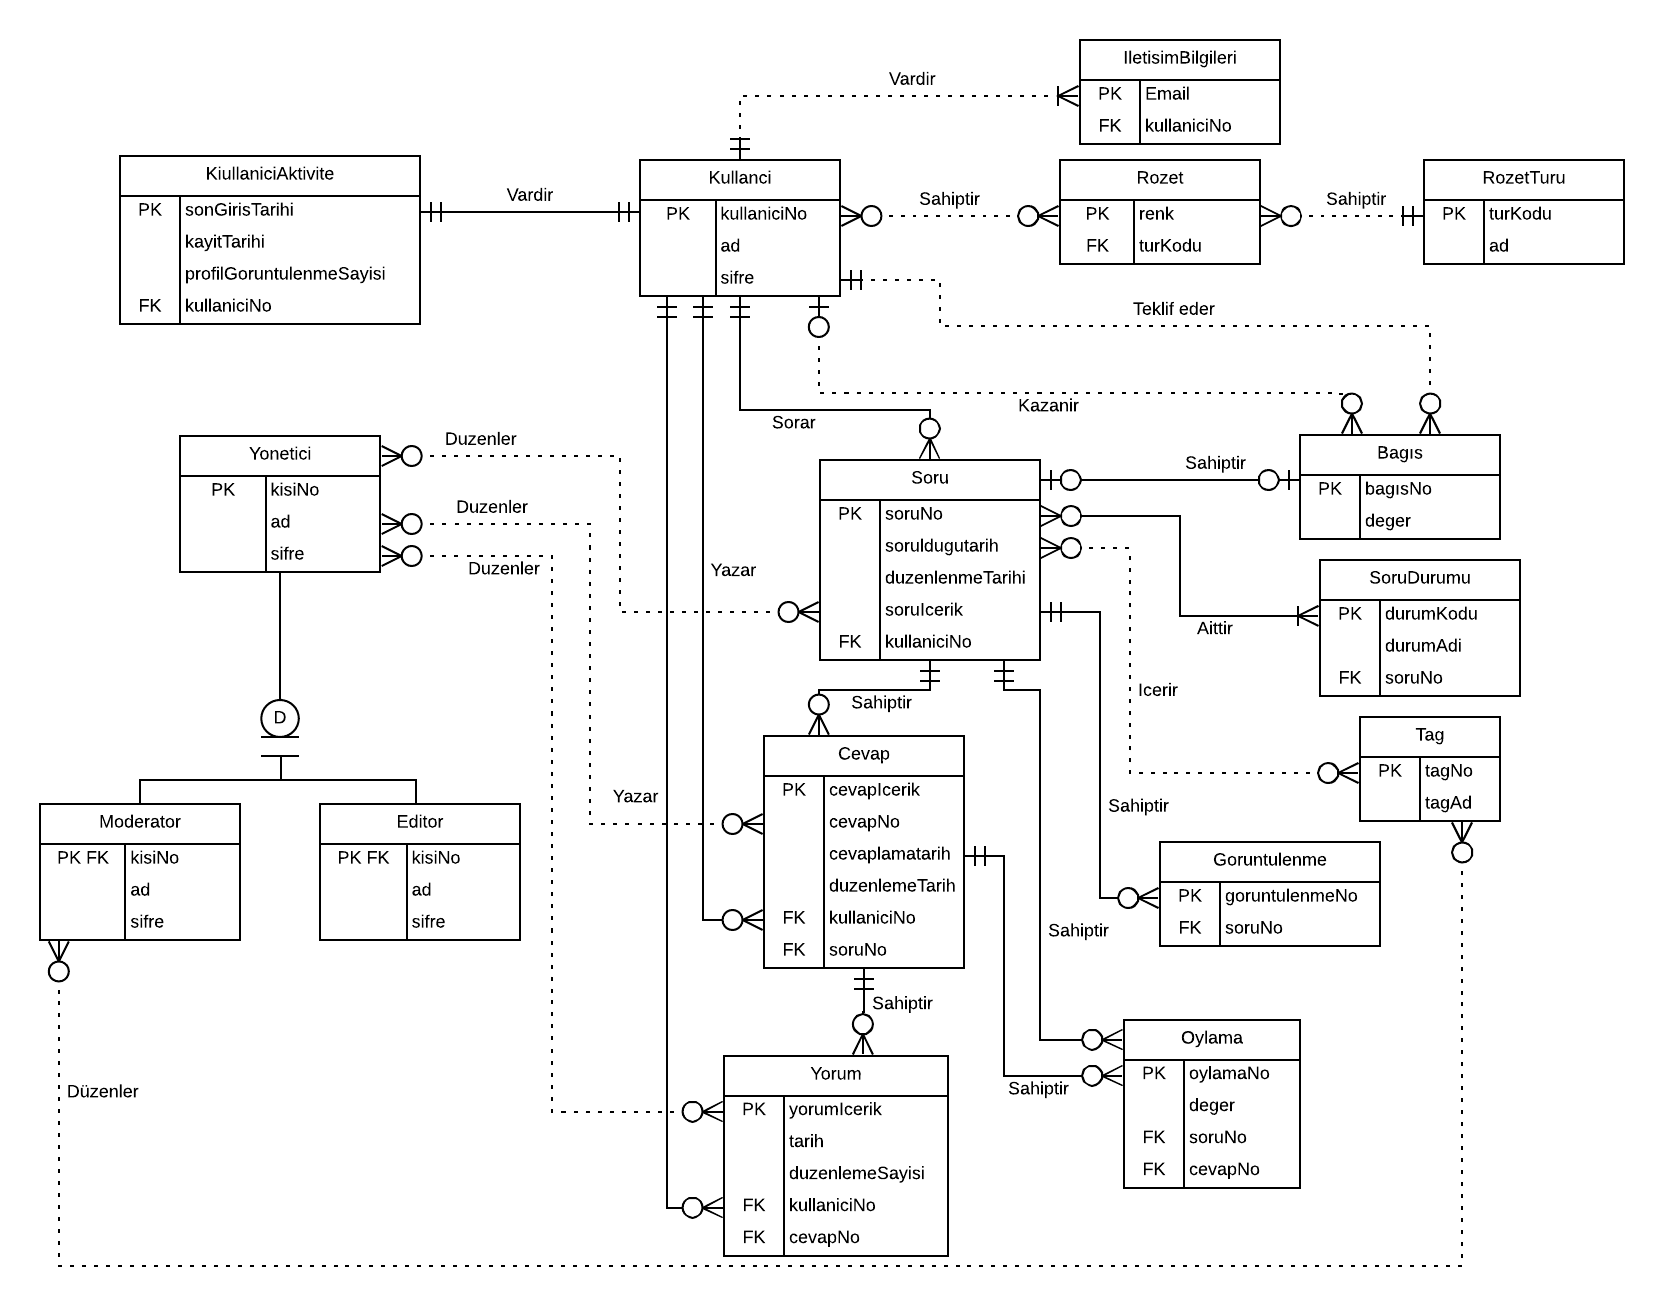 IletisimBilgileri
PK Email
FK kullaniciNo
Vardir
KiullaniciAktivite
PK sonGirisTarihi
kayitTarihi
profilGoruntulenmeSayisi
FK kullaniciNo
Vardir
Kullanci
PK kullaniciNo
ad
sifre
Sahiptir
Rozet
PK renk
FK turKodu
Sahiptir
RozetTuru
PK turKodu
ad
Teklif eder
Kazanir
Sorar
Yonetici
PK kisiNo
ad
sifre
Duzenler
Duzenler
Duzenler
Yazar
Soru
PK soruNo
soruldugutarih
duzenlenmeTarihi
soruIcerik
FK kullaniciNo
Sahiptir
Bagıs
PK bagısNo
deger
SoruDurumu
PK durumKodu
durumAdi
FK soruNo
Aittir
Icerir
Sahiptir
D
Tag
PK tagNo
tagAd
Cevap
PK cevapIcerik
cevapNo
cevaplamatarih
duzenlemeTarih
FK kullaniciNo
FK soruNo
Yazar
Sahiptir
Moderator
PK FK kisiNo
ad
sifre
Editor
PK FK kisiNo
ad
sifre
Goruntulenme
PK goruntulenmeNo
FK soruNo
Sahiptir
Sahiptir
Oylama
PK oylamaNo
deger
FK soruNo
FK cevapNo
Sahiptir
Düzenler
Yorum
PK yorumIcerik
tarih
duzenlemeSayisi
FK kullaniciNo
FK cevapNo